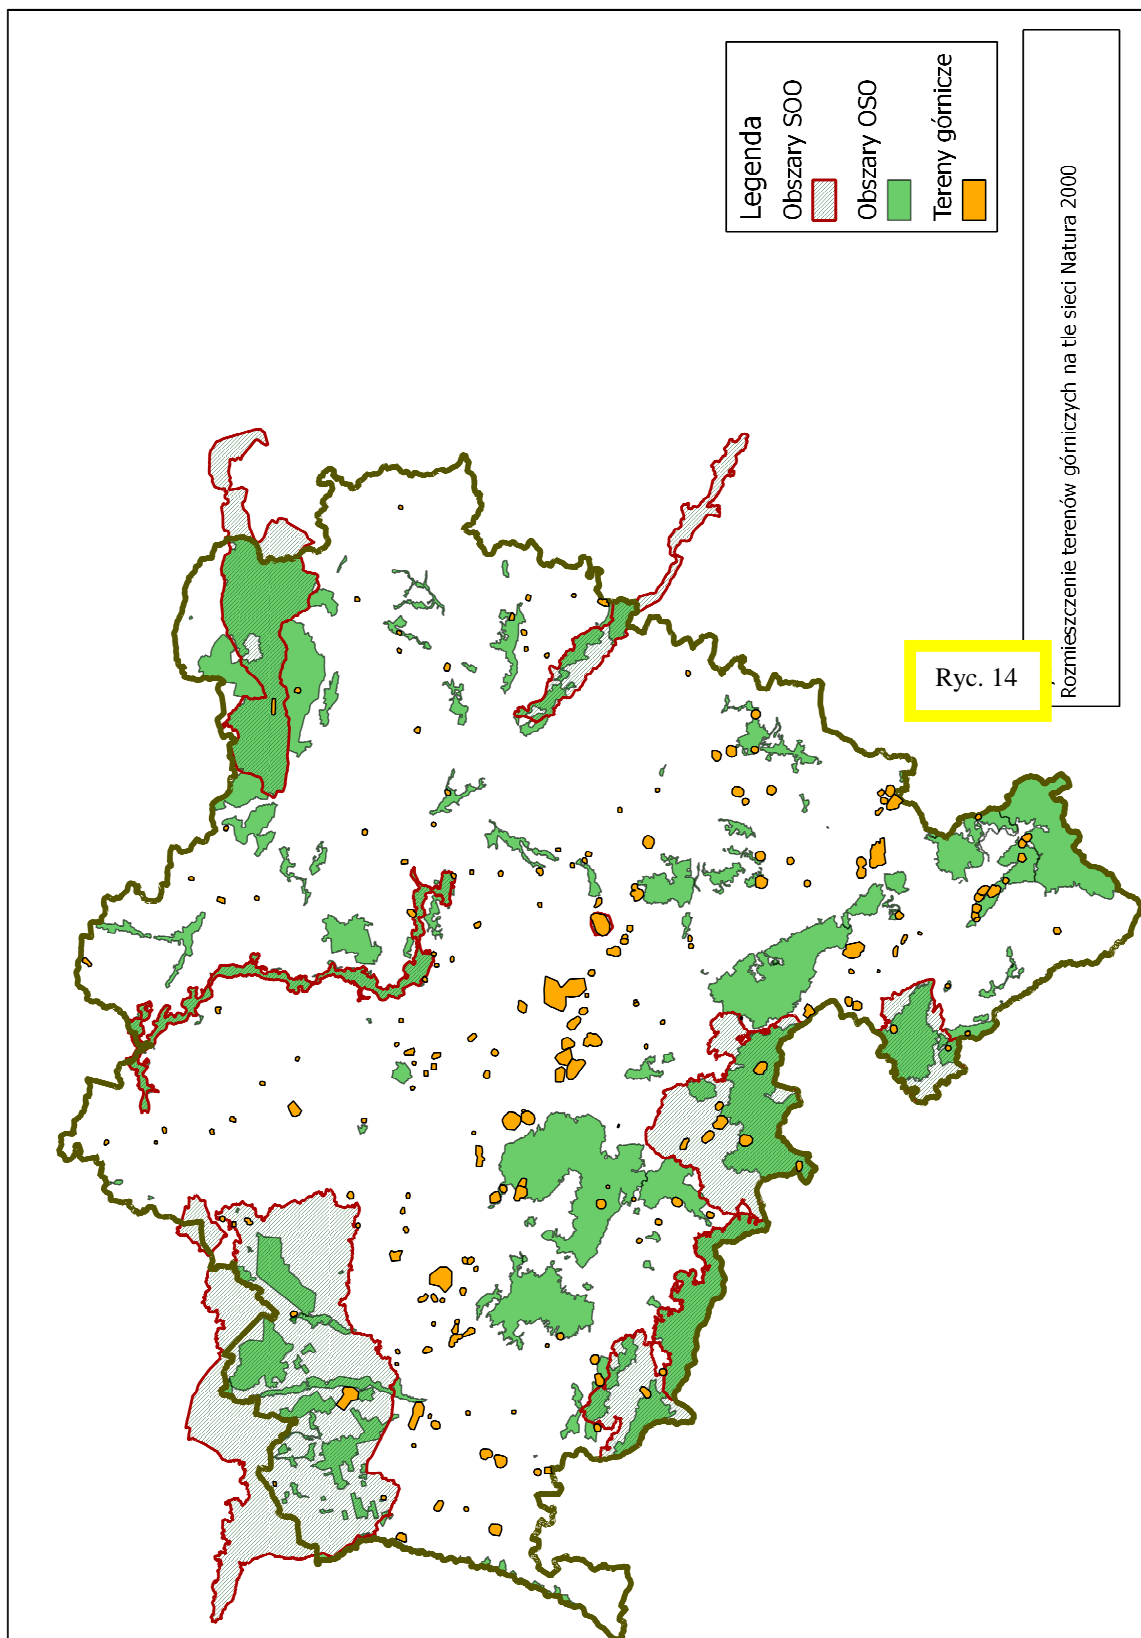 Legenda
Obszary SOO
Obszary OSO
Tereny górnicze
Rozmieszczenie terenów górniczych na tle sieci Natura 2000
Ryc. 14